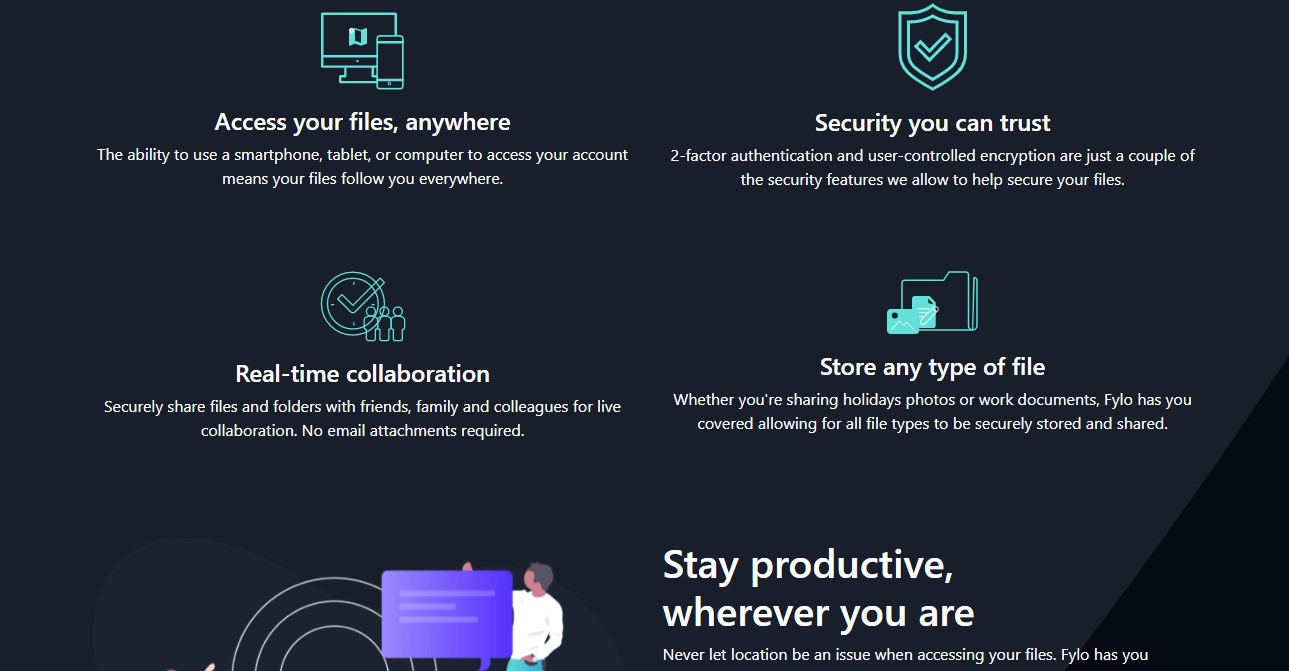 Access your files, anywhere
The ability to use a smartphone, tablet, or computer to access your account
means your files follow you everywhere.
Security you can trust
2-factor authentication and user-controlled encryption are just a couple of
the security features we allow to help secure your files.
Real-time collaboration
Securely share files and folders with friends, family and colleagues for live
collaboration. No email attachments required.
Store any type of file
Whether you're sharing holidays photos or work documents, Fylo has you
covered allowing for all file types to be securely stored and shared.
Stay productive,
wherever you are
Never let location be an issue when accessing your files. Fylo has you